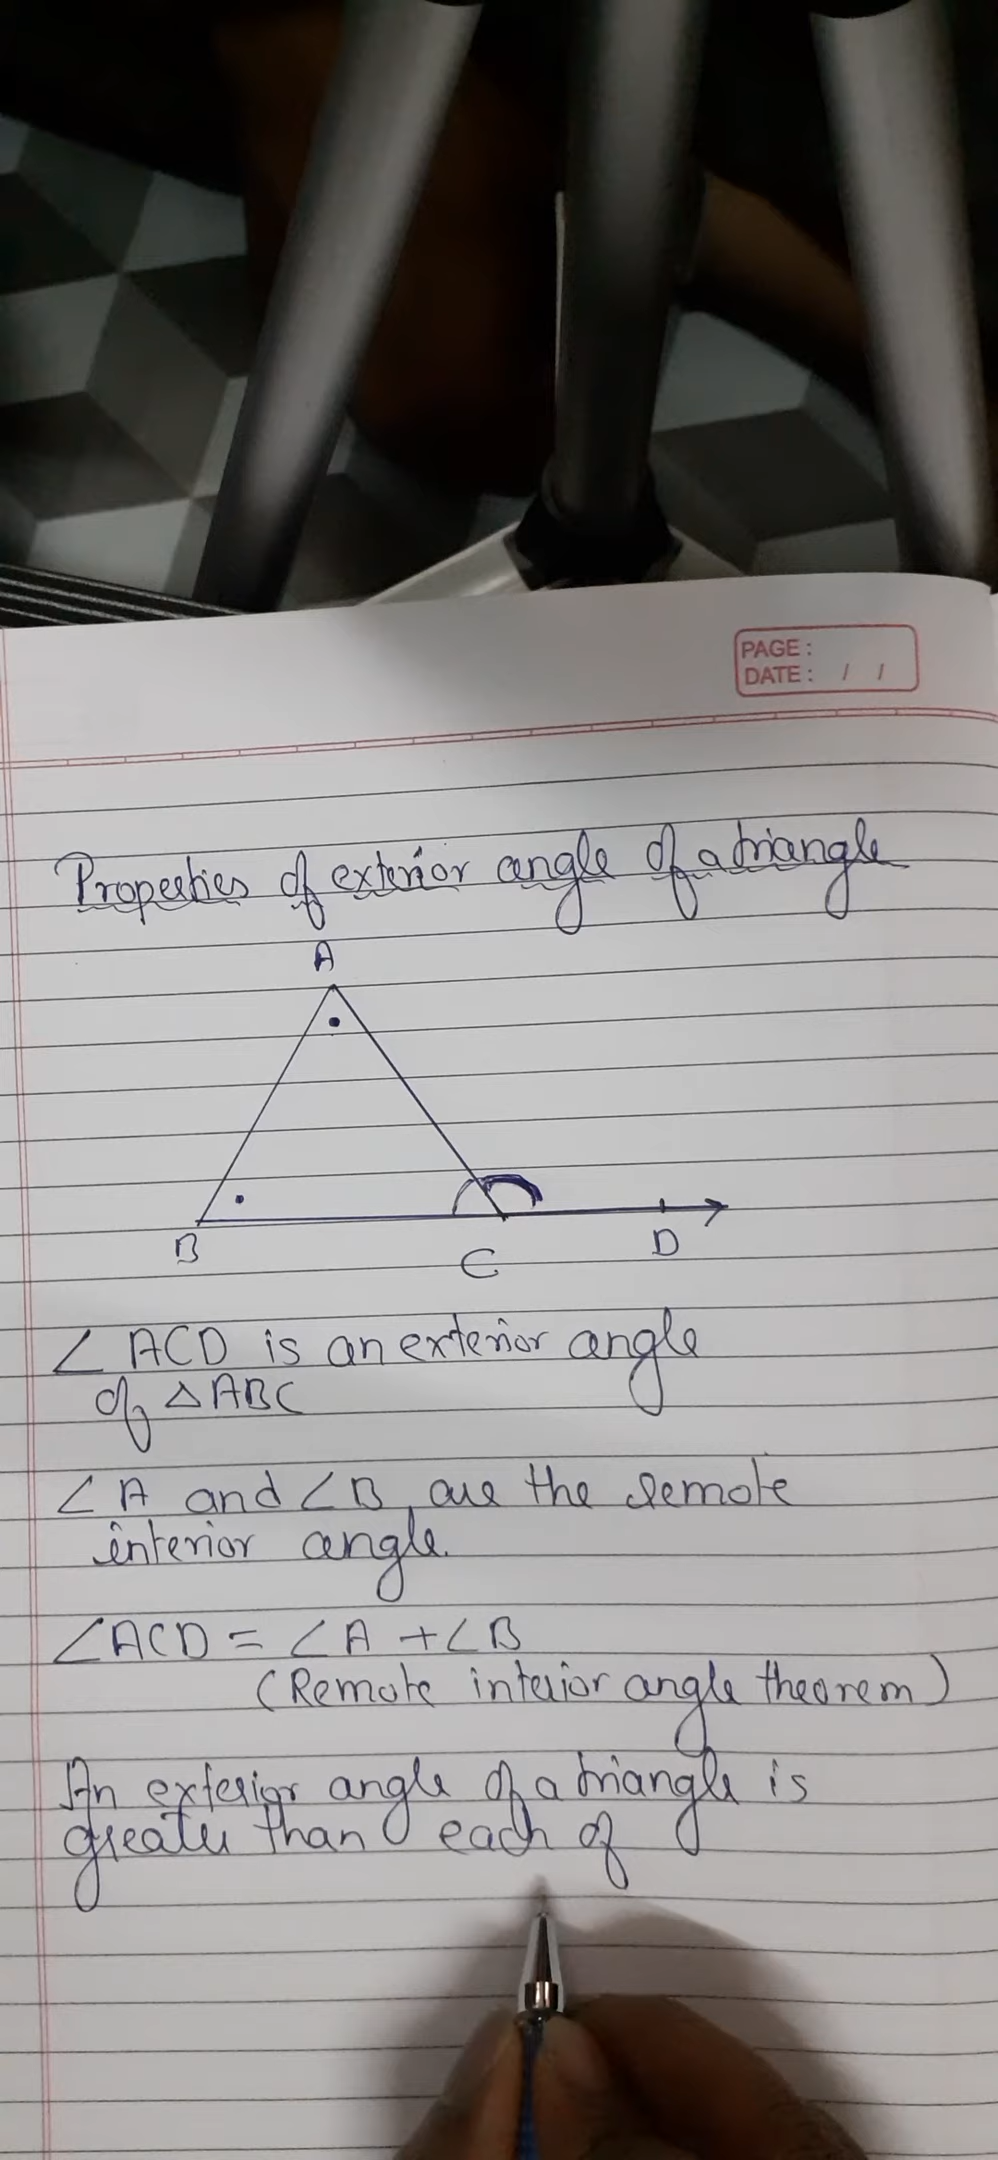 PAGE:
DATE: / /
Properties of exterior angle of a triangle
A
B
C
D
∠ACD is an exterior angle
of △ABC
∠A and ∠B are the remote
interior angle.
∠ACD = ∠A + ∠B
(Remote interior angle theorem)
An exterior angle of a triangle is
greater than each of